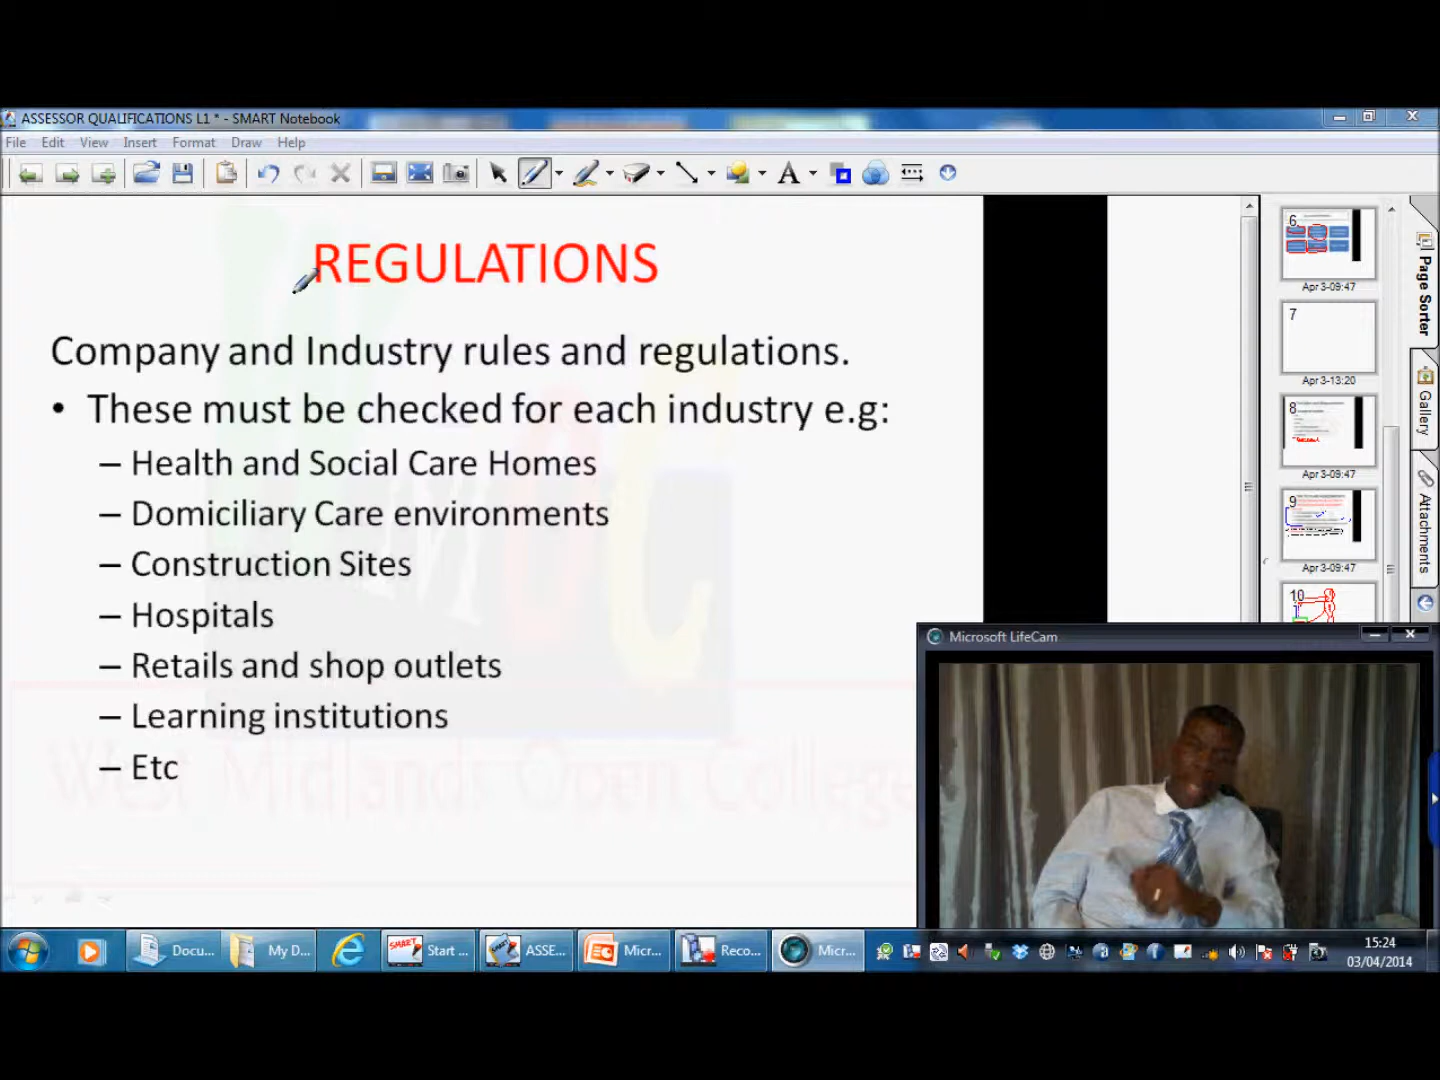 ASSESSOR QUALIFICATIONS L1 * - SMART Notebook
File Edit View Insert Format Draw Help
REGULATIONS
Company and Industry rules and regulations.
• These must be checked for each industry e.g:
– Health and Social Care Homes
– Domiciliary Care environments
– Construction Sites
– Hospitals
– Retails and shop outlets
– Learning institutions
– Etc
West Midlands Open College
6
Apr 3-09:47
7
Apr 3-13:20
8
Apr 3-09:47
9
Apr 3-09:47
10
Page Sorter
Gallery
Attachments
Microsoft LifeCam
Docu...
My D...
SMART
Start ...
ASSE...
Micr...
Reco...
Micr...
15:24
03/04/2014